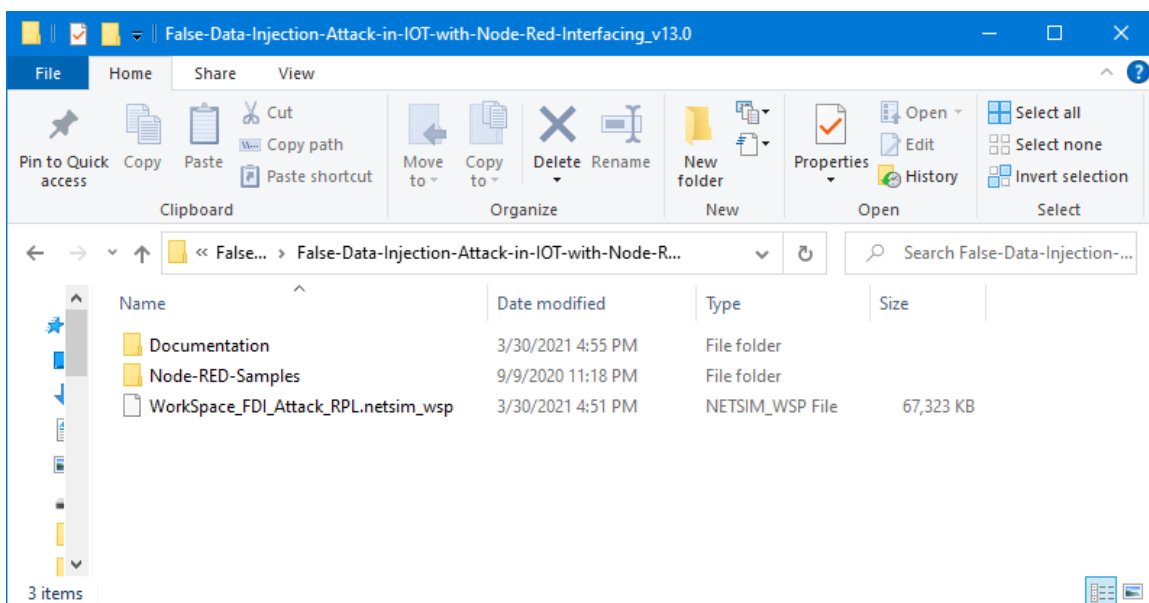 False-Data-Injection-Attack-in-IOT-with-Node-Red-Interfacing_v13.0
File Home Share View
Pin to Quick access
Copy
Paste
Cut
Copy path
Paste shortcut
Clipboard
Move to
Copy to
Delete
Rename
Organize
New folder
New
Properties
Open
Edit
History
Open
Select all
Select none
Invert selection
Select
« False... > False-Data-Injection-Attack-in-IOT-with-Node-R...
Search False-Data-Injection-...
Name Date modified Type Size
Documentation 3/30/2021 4:55 PM File folder
Node-RED-Samples 9/9/2020 11:18 PM File folder
WorkSpace_FDI_Attack_RPL.netsim_wsp 3/30/2021 4:51 PM NETSIM_WSP File 67,323 KB
3 items